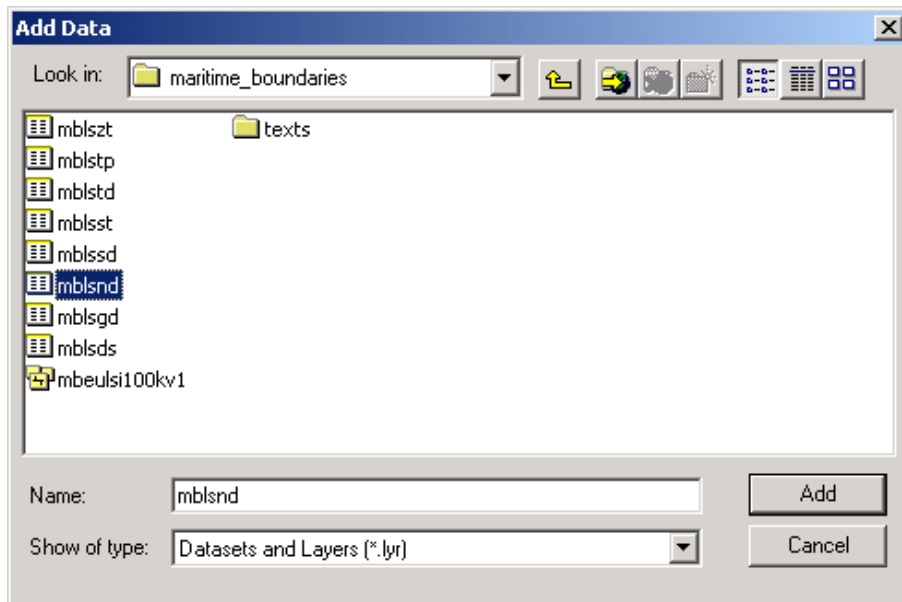 Add Data
Look in: maritime_boundaries
mblszt texts
mblstp
mblstd
mblsst
mblssd
mblsnd
mblsgd
mblsds
mbeulsi100kv1
Name: mblsnd Add
Show of type: Datasets and Layers (*.lyr) Cancel